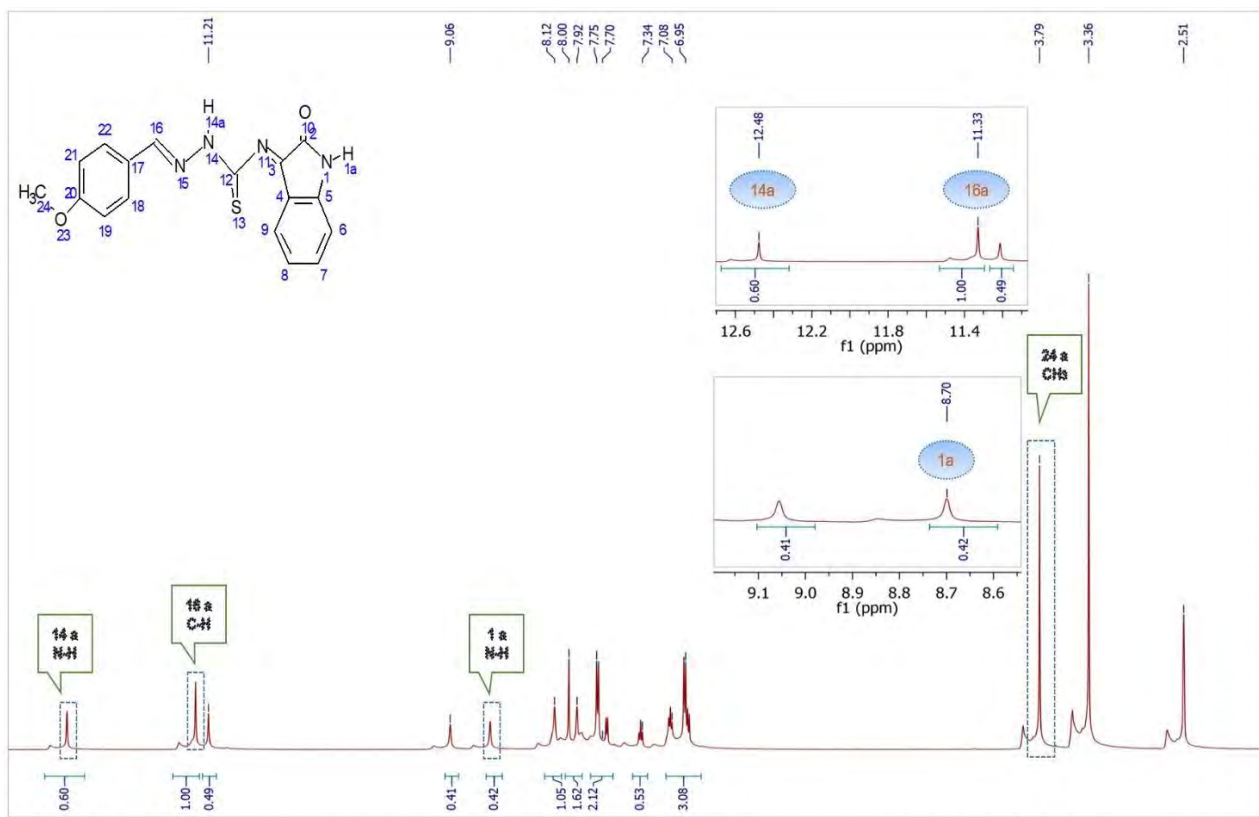 11.21
9.06
8.12
8.00
7.92
7.75
7.70
7.34
7.08
6.95
3.79
3.36
2.51
H
14a
O
10
2
16
22
N
14
N
11
3
N
H
1
1a
21
17
N
15
12
4
5
H₃C
24
20
18
S
13
9
6
O
23
19
8
7
12.48
11.33
14a
16a
0.60
1.00
0.49
12.6
12.2
11.8
11.4
f1 (ppm)
8.70
1a
0.41
0.42
9.1
9.0
8.9
8.8
8.7
8.6
f1 (ppm)
24 a
CH₃
14 a
N-H
16 a
C-H
1 a
N-H
0.60
1.00
0.49
0.41
0.42
1.05
1.62
2.12
0.53
3.08